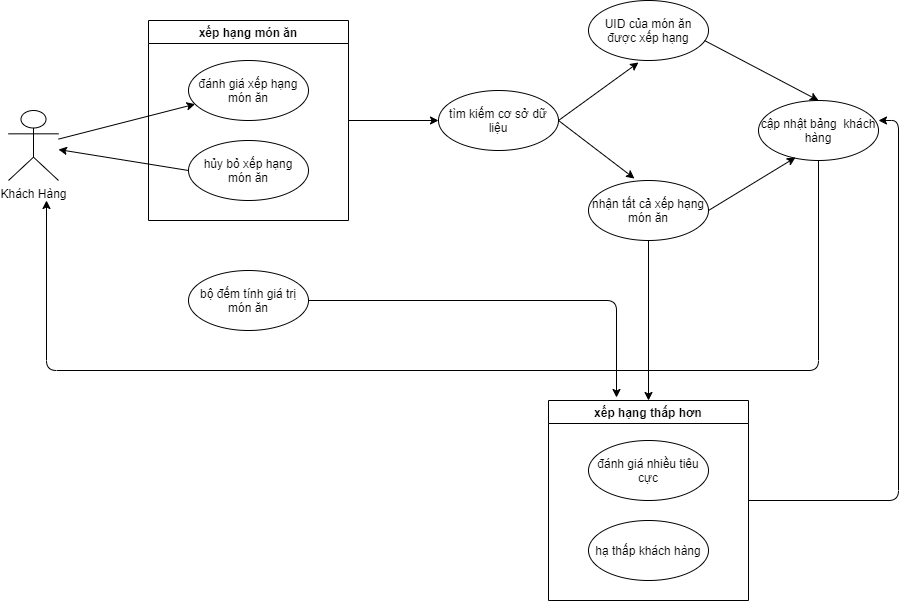 xếp hạng món ăn
đánh giá xếp hạng
món ăn
hủy bỏ xếp hạng
món ăn
Khách Hàng
tìm kiếm cơ sở dữ
liệu
UID của món ăn
được xếp hạng
cập nhật bảng khách
hàng
nhận tất cả xếp hạng
món ăn
bộ đếm tính giá trị
món ăn
xếp hạng thấp hơn
đánh giá nhiều tiêu
cực
hạ thấp khách hàng